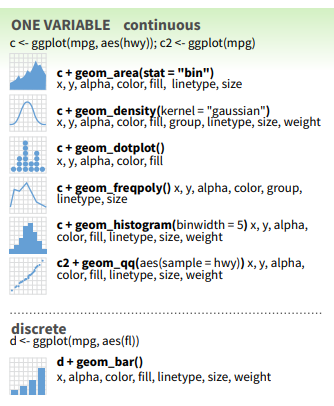 ONE VARIABLE continuous
c <- ggplot(mpg, aes(hwy)); c2 <- ggplot(mpg)
c + geom_area(stat = "bin")
x, y, alpha, color, fill, linetype, size
c + geom_density(kernel = "gaussian")
x, y, alpha, color, fill, group, linetype, size, weight
c + geom_dotplot()
x, y, alpha, color, fill
c + geom_freqpoly() x, y, alpha, color, group,
linetype, size
c + geom_histogram(binwidth = 5) x, y, alpha,
color, fill, linetype, size, weight
c2 + geom_qq(aes(sample = hwy)) x, y, alpha,
color, fill, linetype, size, weight
discrete
d <- ggplot(mpg, aes(fl))
d + geom_bar()
x, alpha, color, fill, linetype, size, weight